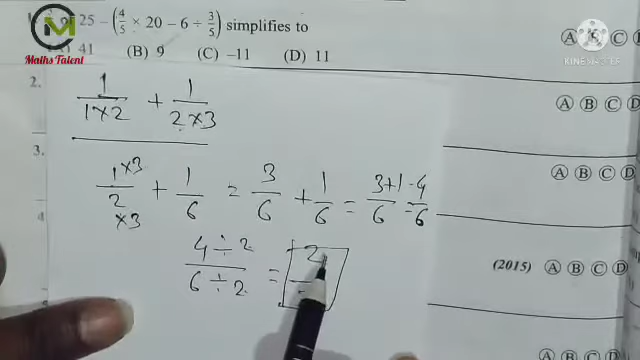 of 25 – (4/5 × 20 – 6 ÷ 3/5) simplifies to
41 (B) 9 (C) –11 (D) 11
M
Maths Talent
KINEMASTER
2.
1/1×2 + 1/2×3
3.
1×3/2×3 + 1/6 = 3/6 + 1/6 = 3+1/6 = 4/6
4
4÷2/6÷2 = 2
(2015)
A B C D
A B C D
A B C D
A B C D